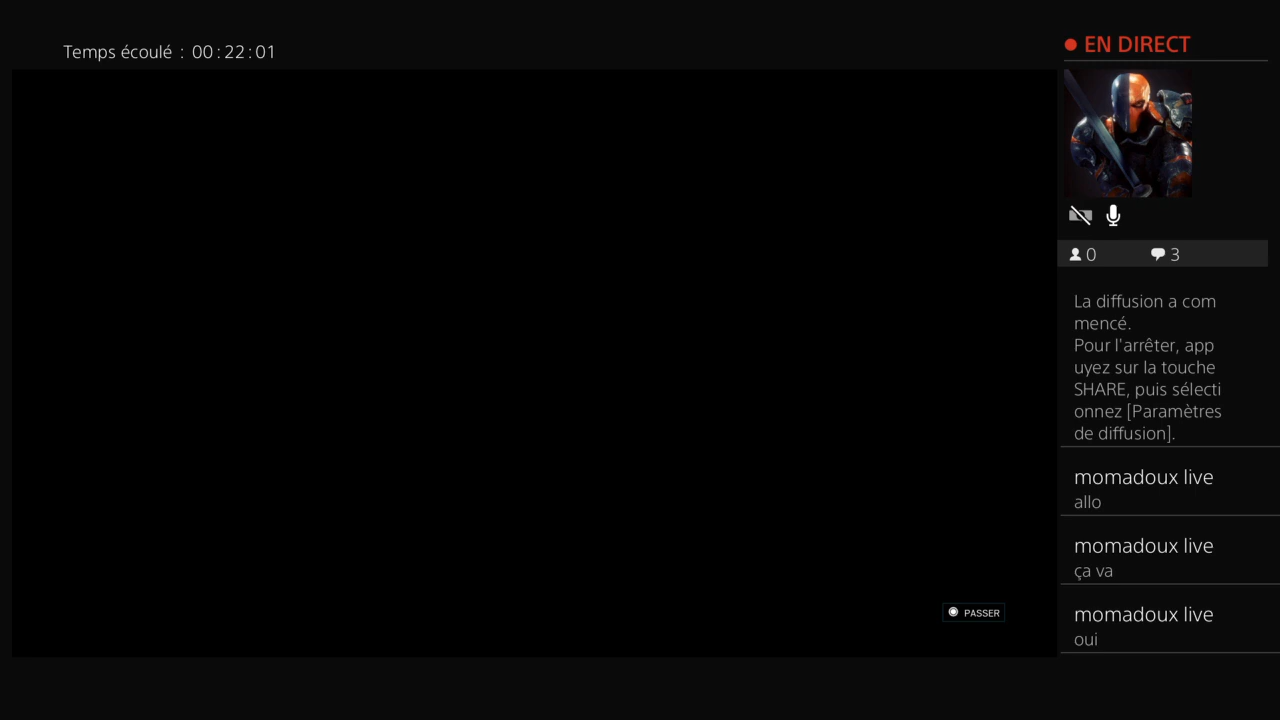 Temps écoulé : 00:22:01
EN DIRECT
0 3
La diffusion a com
mencé.
Pour l'arrêter, app
uyez sur la touche
SHARE, puis sélecti
onnez [Paramètres
de diffusion].
momadoux live
allo
momadoux live
ça va
momadoux live
oui
PASSER